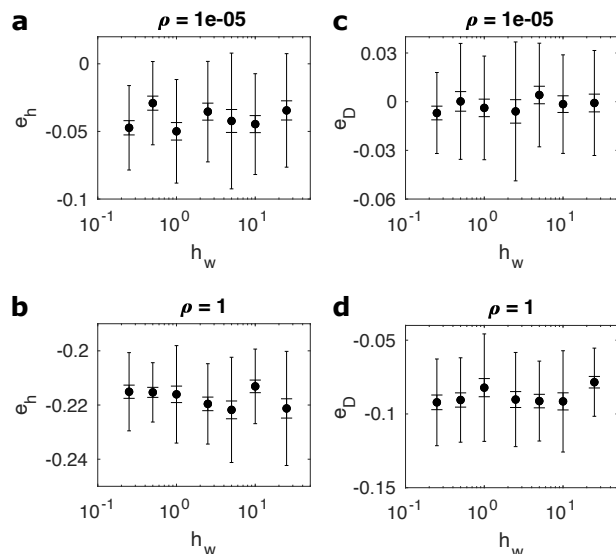 a
ρ = 1e-05
0
-0.05
-0.1
e_h
10^-1
10^0
10^1
h_w
c
ρ = 1e-05
0.03
0
-0.03
-0.06
e_D
10^-1
10^0
10^1
h_w
b
ρ = 1
-0.2
-0.22
-0.24
e_h
10^-1
10^0
10^1
h_w
d
ρ = 1
-0.05
-0.1
-0.15
e_D
10^-1
10^0
10^1
h_w